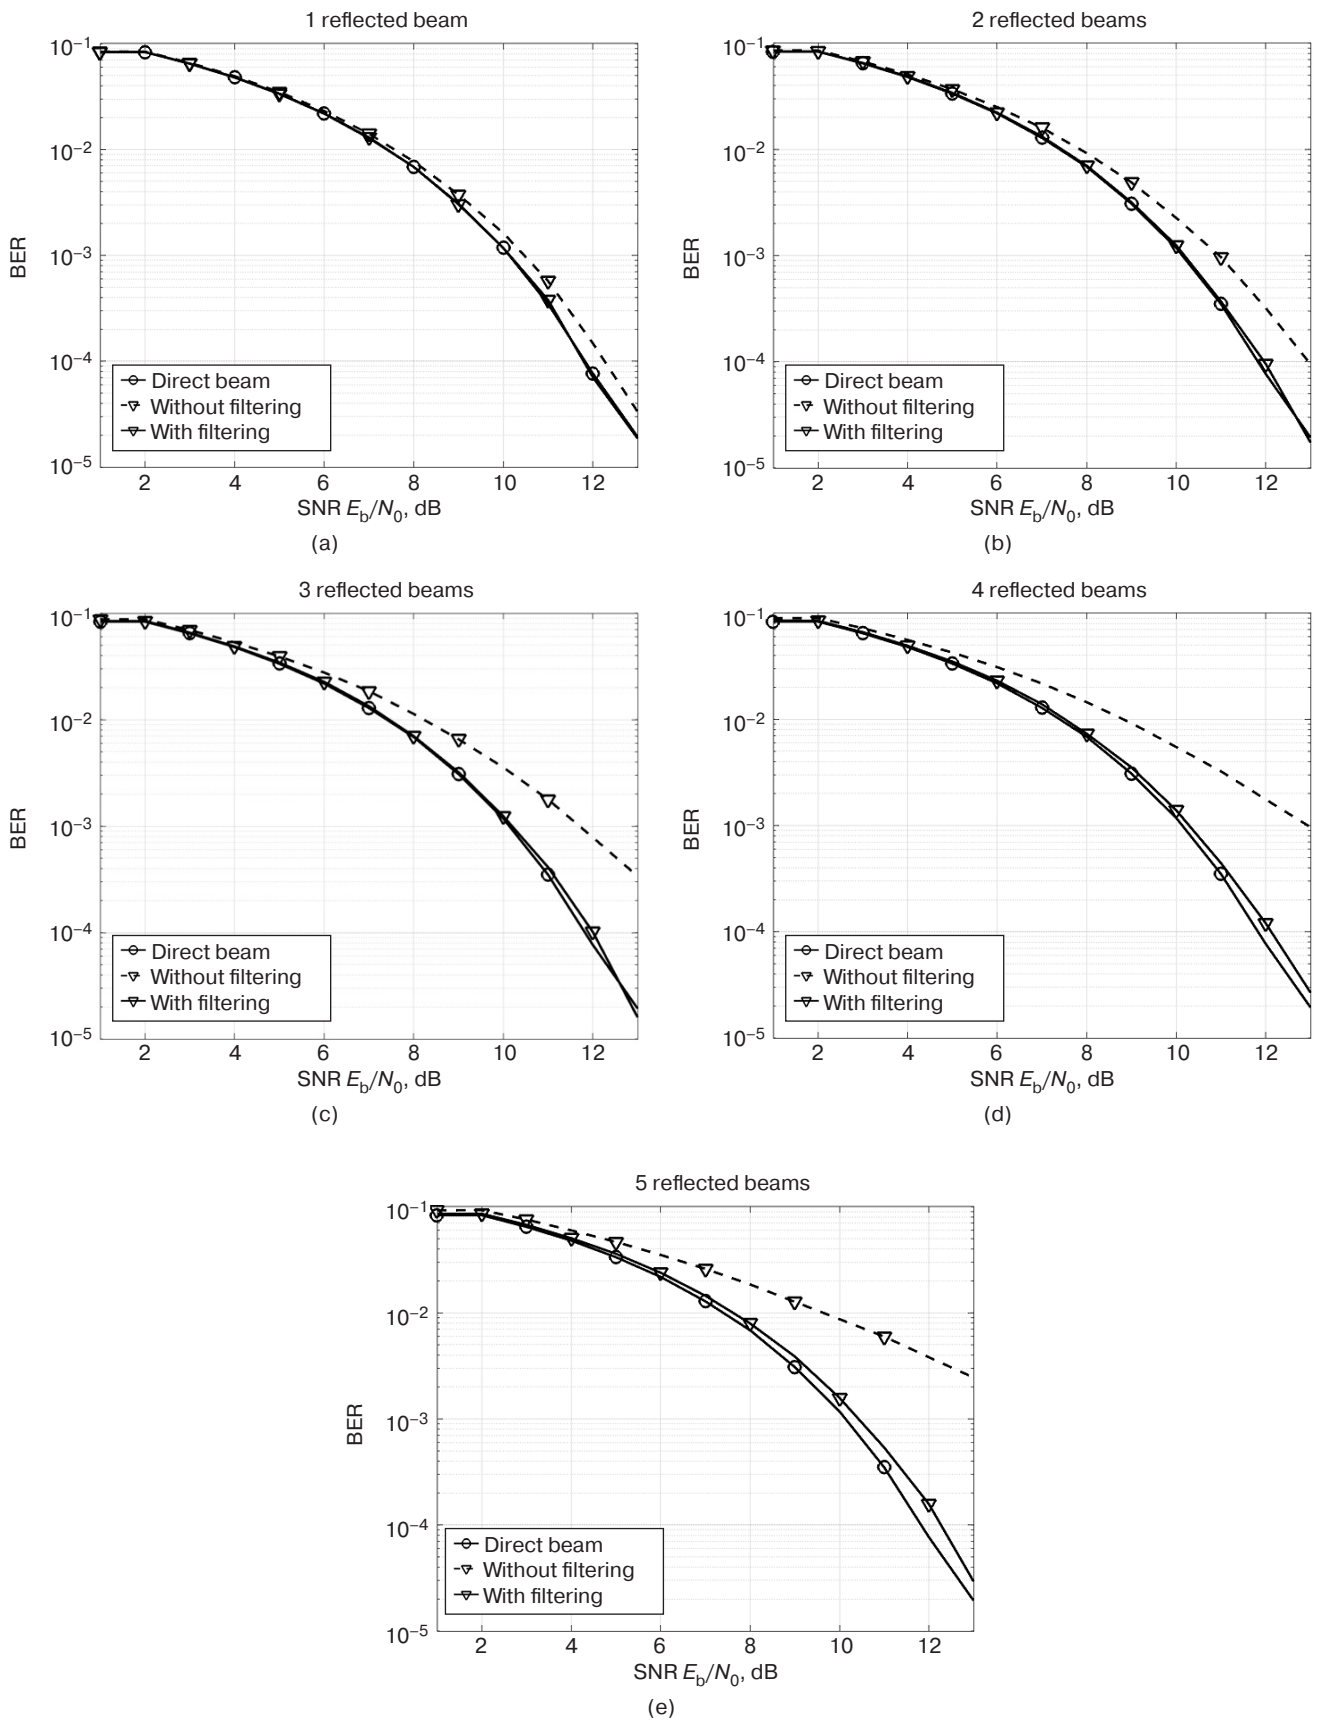 1 reflected beam
10⁻¹
10⁻²
10⁻³
10⁻⁴
10⁻⁵
BER
Direct beam
Without filtering
With filtering
2 4 6 8 10 12
SNR E_b/N_0, dB
(a)
2 reflected beams
10⁻¹
10⁻²
10⁻³
10⁻⁴
10⁻⁵
BER
Direct beam
Without filtering
With filtering
2 4 6 8 10 12
SNR E_b/N_0, dB
(b)
3 reflected beams
10⁻¹
10⁻²
10⁻³
10⁻⁴
10⁻⁵
BER
Direct beam
Without filtering
With filtering
2 4 6 8 10 12
SNR E_b/N_0, dB
(c)
4 reflected beams
10⁻¹
10⁻²
10⁻³
10⁻⁴
10⁻⁵
BER
Direct beam
Without filtering
With filtering
2 4 6 8 10 12
SNR E_b/N_0, dB
(d)
5 reflected beams
10⁻¹
10⁻²
10⁻³
10⁻⁴
10⁻⁵
BER
Direct beam
Without filtering
With filtering
2 4 6 8 10 12
SNR E_b/N_0, dB
(e)